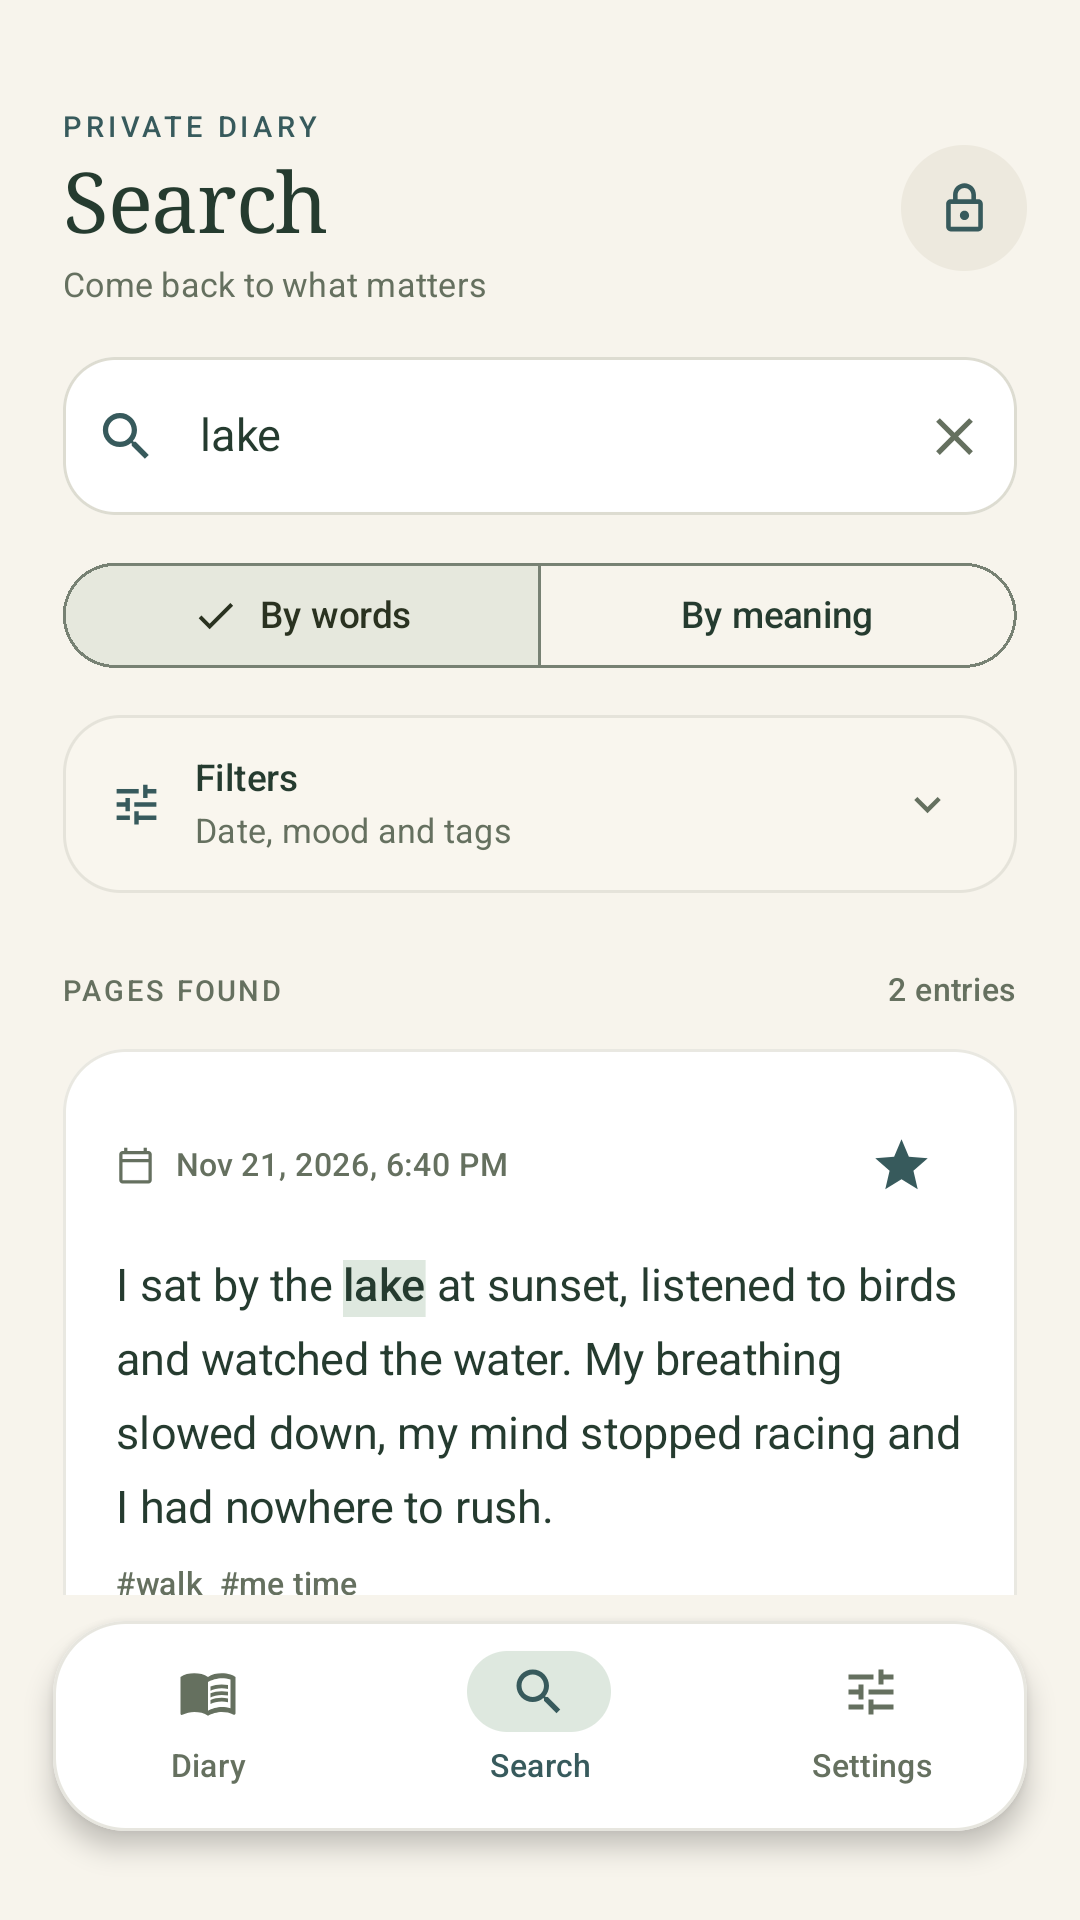 PRIVATE DIARY
Search
Come back to what matters
lake
By words
By meaning
Filters
Date, mood and tags
PAGES FOUND
2 entries
Nov 21, 2026, 6:40 PM
I sat by the lake at sunset, listened to birds
and watched the water. My breathing
slowed down, my mind stopped racing and
I had nowhere to rush.
#walk #me time
Diary
Search
Settings